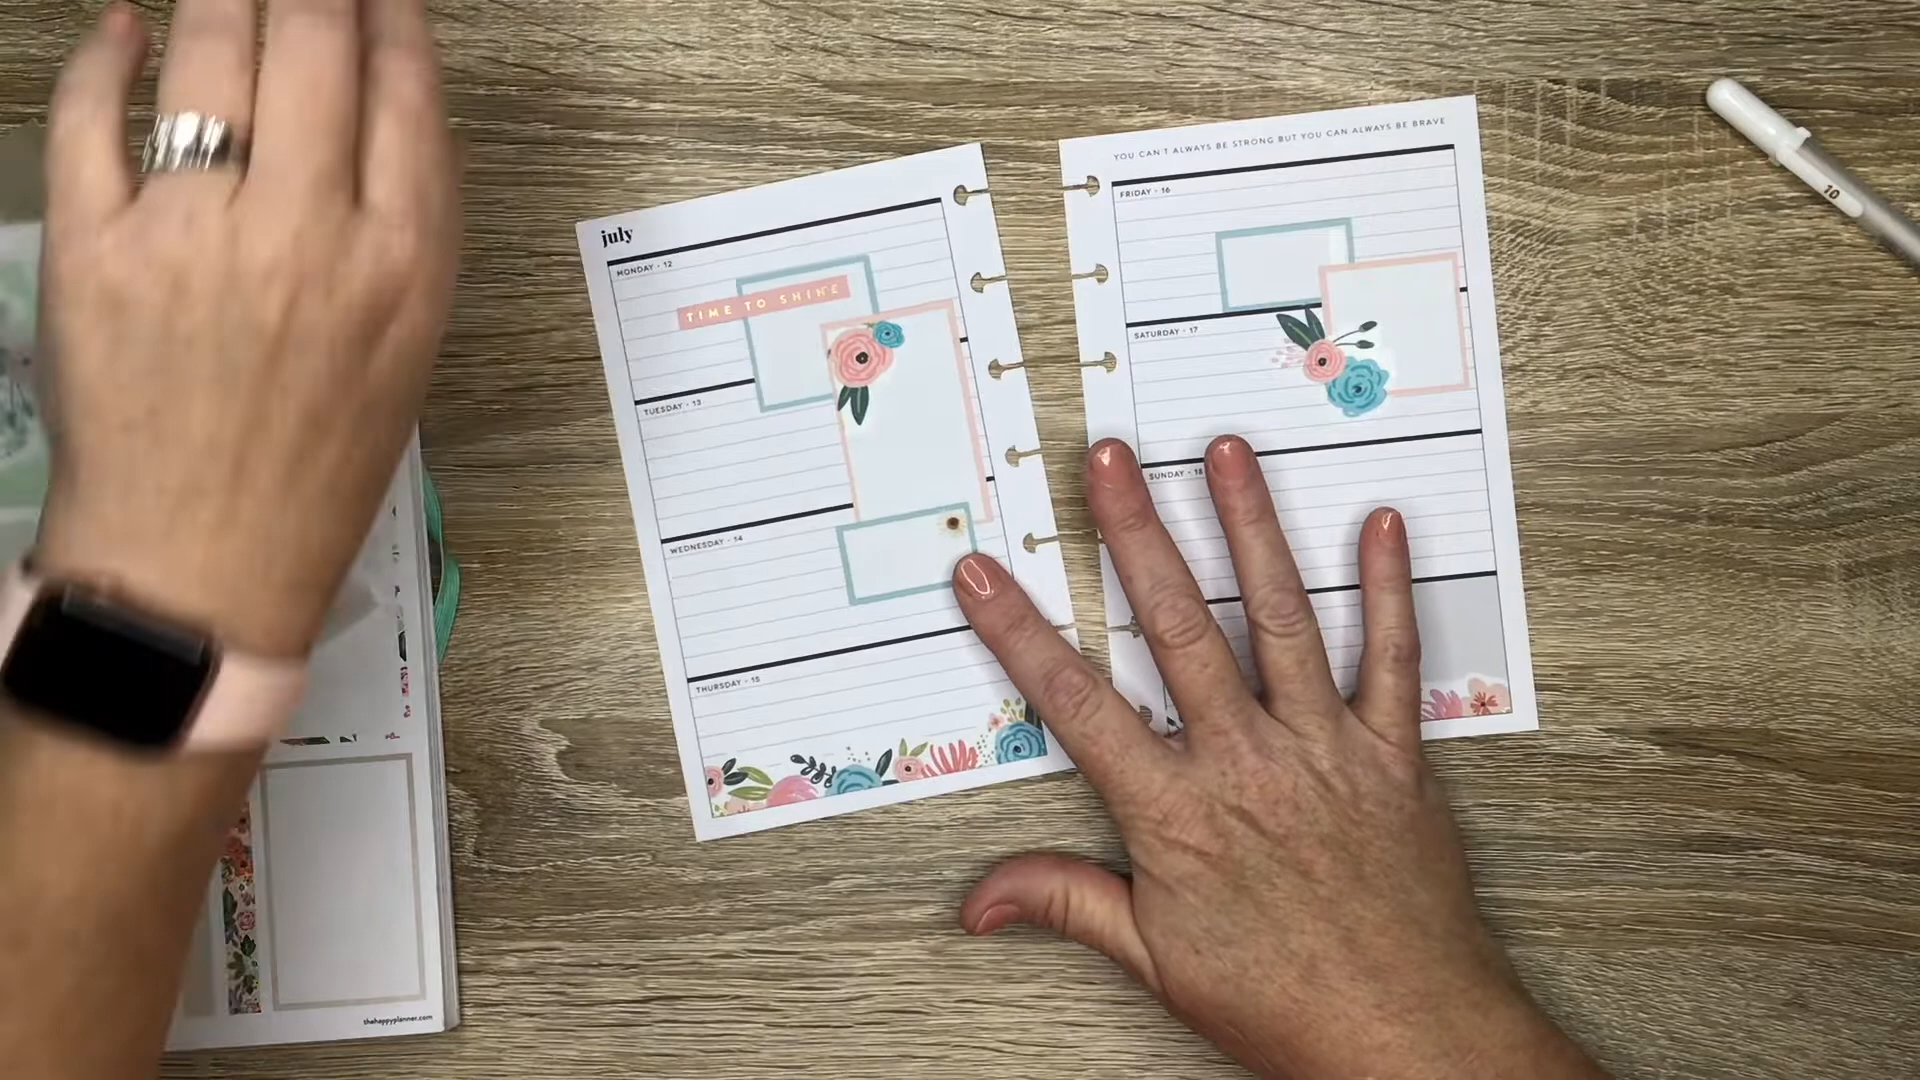 july
MONDAY • 12
TIME TO SHINE
TUESDAY • 13
WEDNESDAY • 14
THURSDAY • 15
YOU CAN'T ALWAYS BE STRONG BUT YOU CAN ALWAYS BE BRAVE
FRIDAY • 16
SATURDAY • 17
SUNDAY • 18
10
thehappyplanner.com